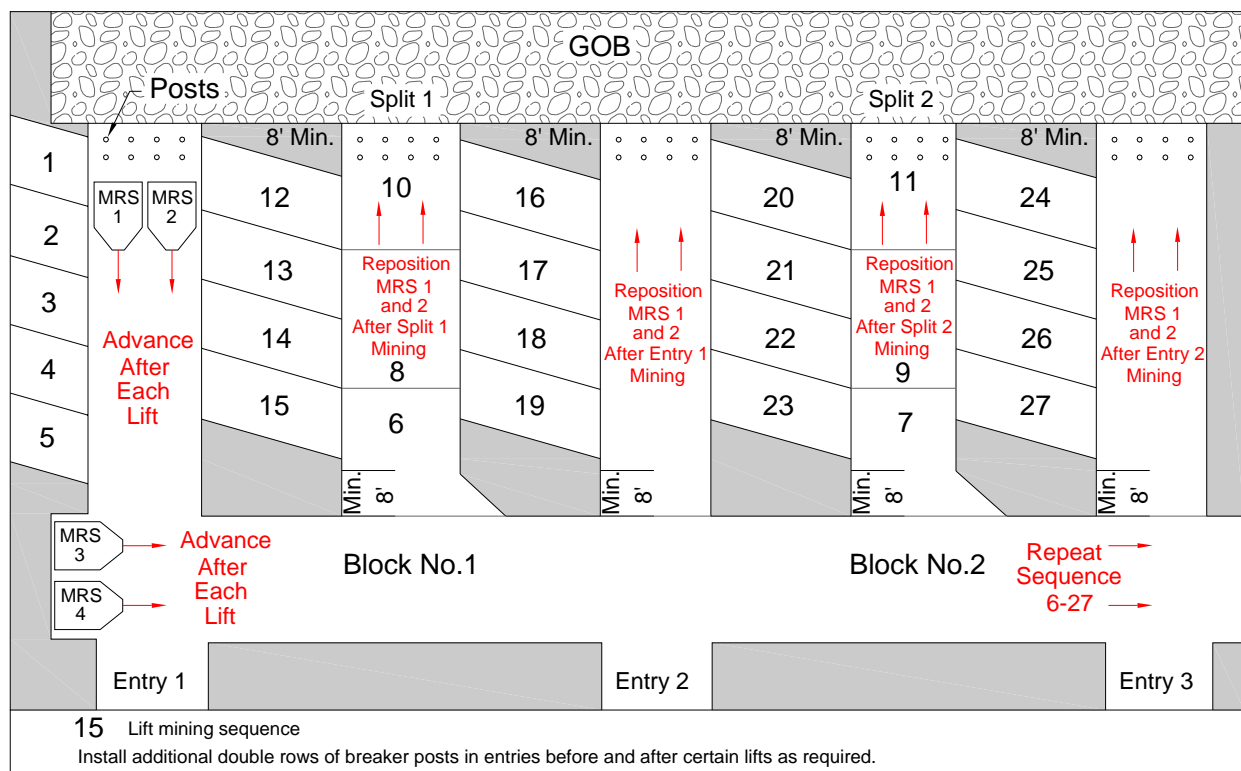 GOB
Posts
Split 1
Split 2
8' Min.
8' Min.
8' Min.
8' Min.
1
2
3
4
5
MRS
1
MRS
2
Advance
After
Each
Lift
12
13
14
15
10
Reposition
MRS 1
and 2
After Split 1
Mining
8
6
Min.
8'
16
17
18
19
Reposition
MRS 1
and 2
After Entry 1
Mining
Min.
8'
20
21
22
23
11
Reposition
MRS 1
and 2
After Split 2
Mining
9
7
Min.
8'
24
25
26
27
Reposition
MRS 1
and 2
After Entry 2
Mining
MRS
3
MRS
4
Advance
After
Each
Lift
Block No.1
Block No.2
Repeat
Sequence
6-27
Entry 1
Entry 2
Entry 3
15 Lift mining sequence
Install additional double rows of breaker posts in entries before and after certain lifts as required.